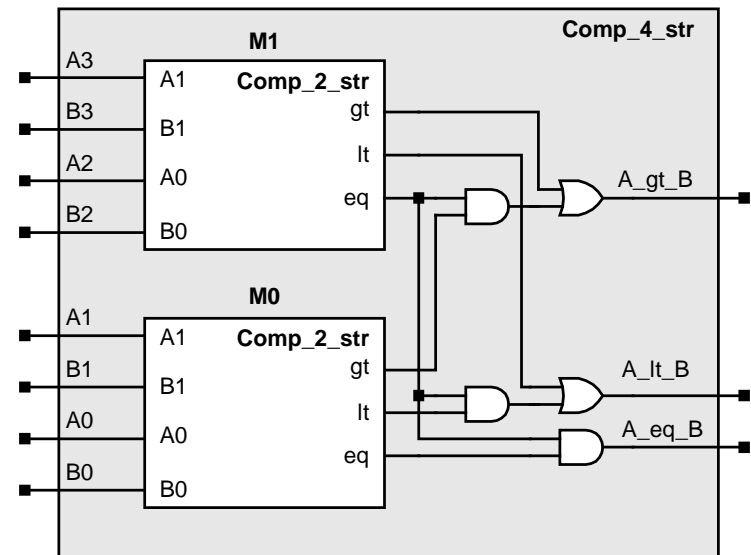 Comp_4_str
M1
A3
B3
A2
B2
A1
B1
A0
B0
Comp_2_str
gt
lt
eq
A_gt_B
M0
A1
B1
A0
B0
A1
B1
A0
B0
Comp_2_str
gt
lt
eq
A_lt_B
A_eq_B